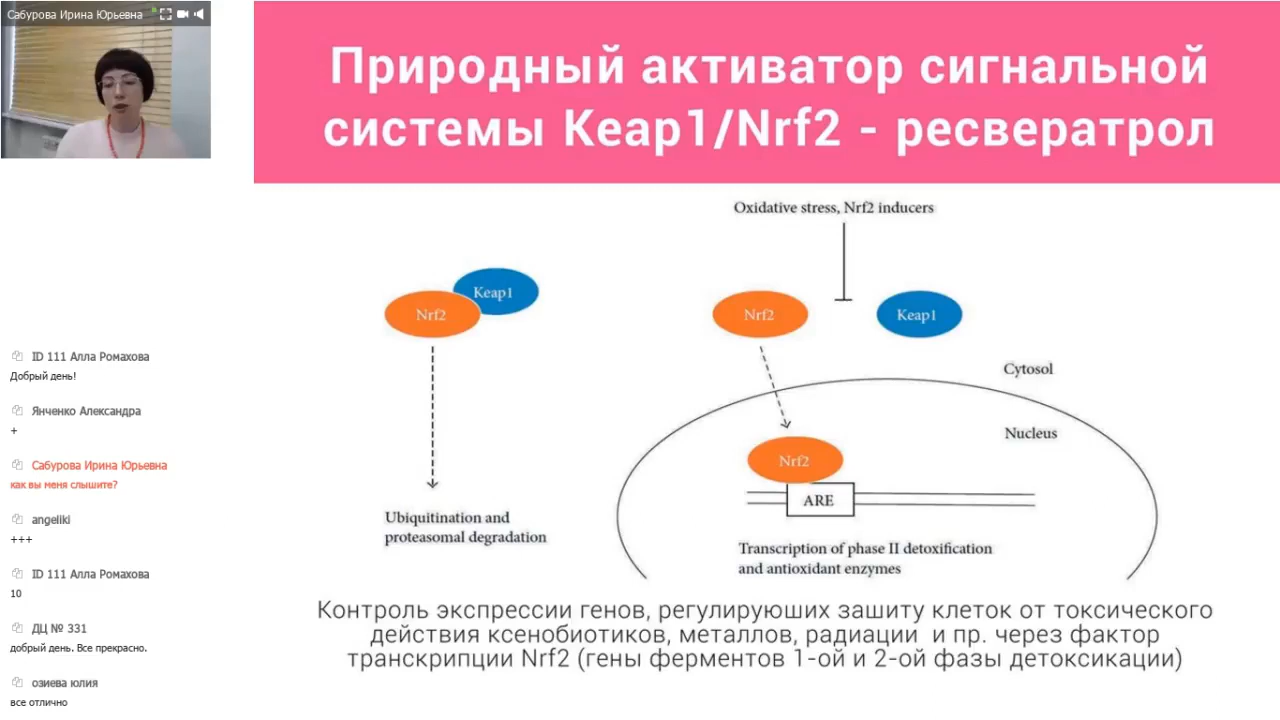 Сабурова Ирина Юрьевна
Природный активатор сигнальной
системы Keap1/Nrf2 - ресвератрол
Oxidative stress, Nrf2 inducers
Keap1
Nrf2
Nrf2
Keap1
Cytosol
Nucleus
Nrf2
ARE
Ubiquitination and
proteasomal degradation
Transcription of phase II detoxification
and antioxidant enzymes
Контроль экспрессии генов, регулируюших зашиту клеток от токсического
действия ксенобиотиков, металлов, радиации и пр. через фактор
транскрипции Nrf2 (гены ферментов 1-ой и 2-ой фазы детоксикации)
ID 111 Алла Ромахова
Добрый день!
Янченко Александра
+
Сабурова Ирина Юрьевна
как вы меня слышите?
angeliki
+++
ID 111 Алла Ромахова
10
ДЦ № 331
добрый день. Все прекрасно.
озиева юлия
все отлично